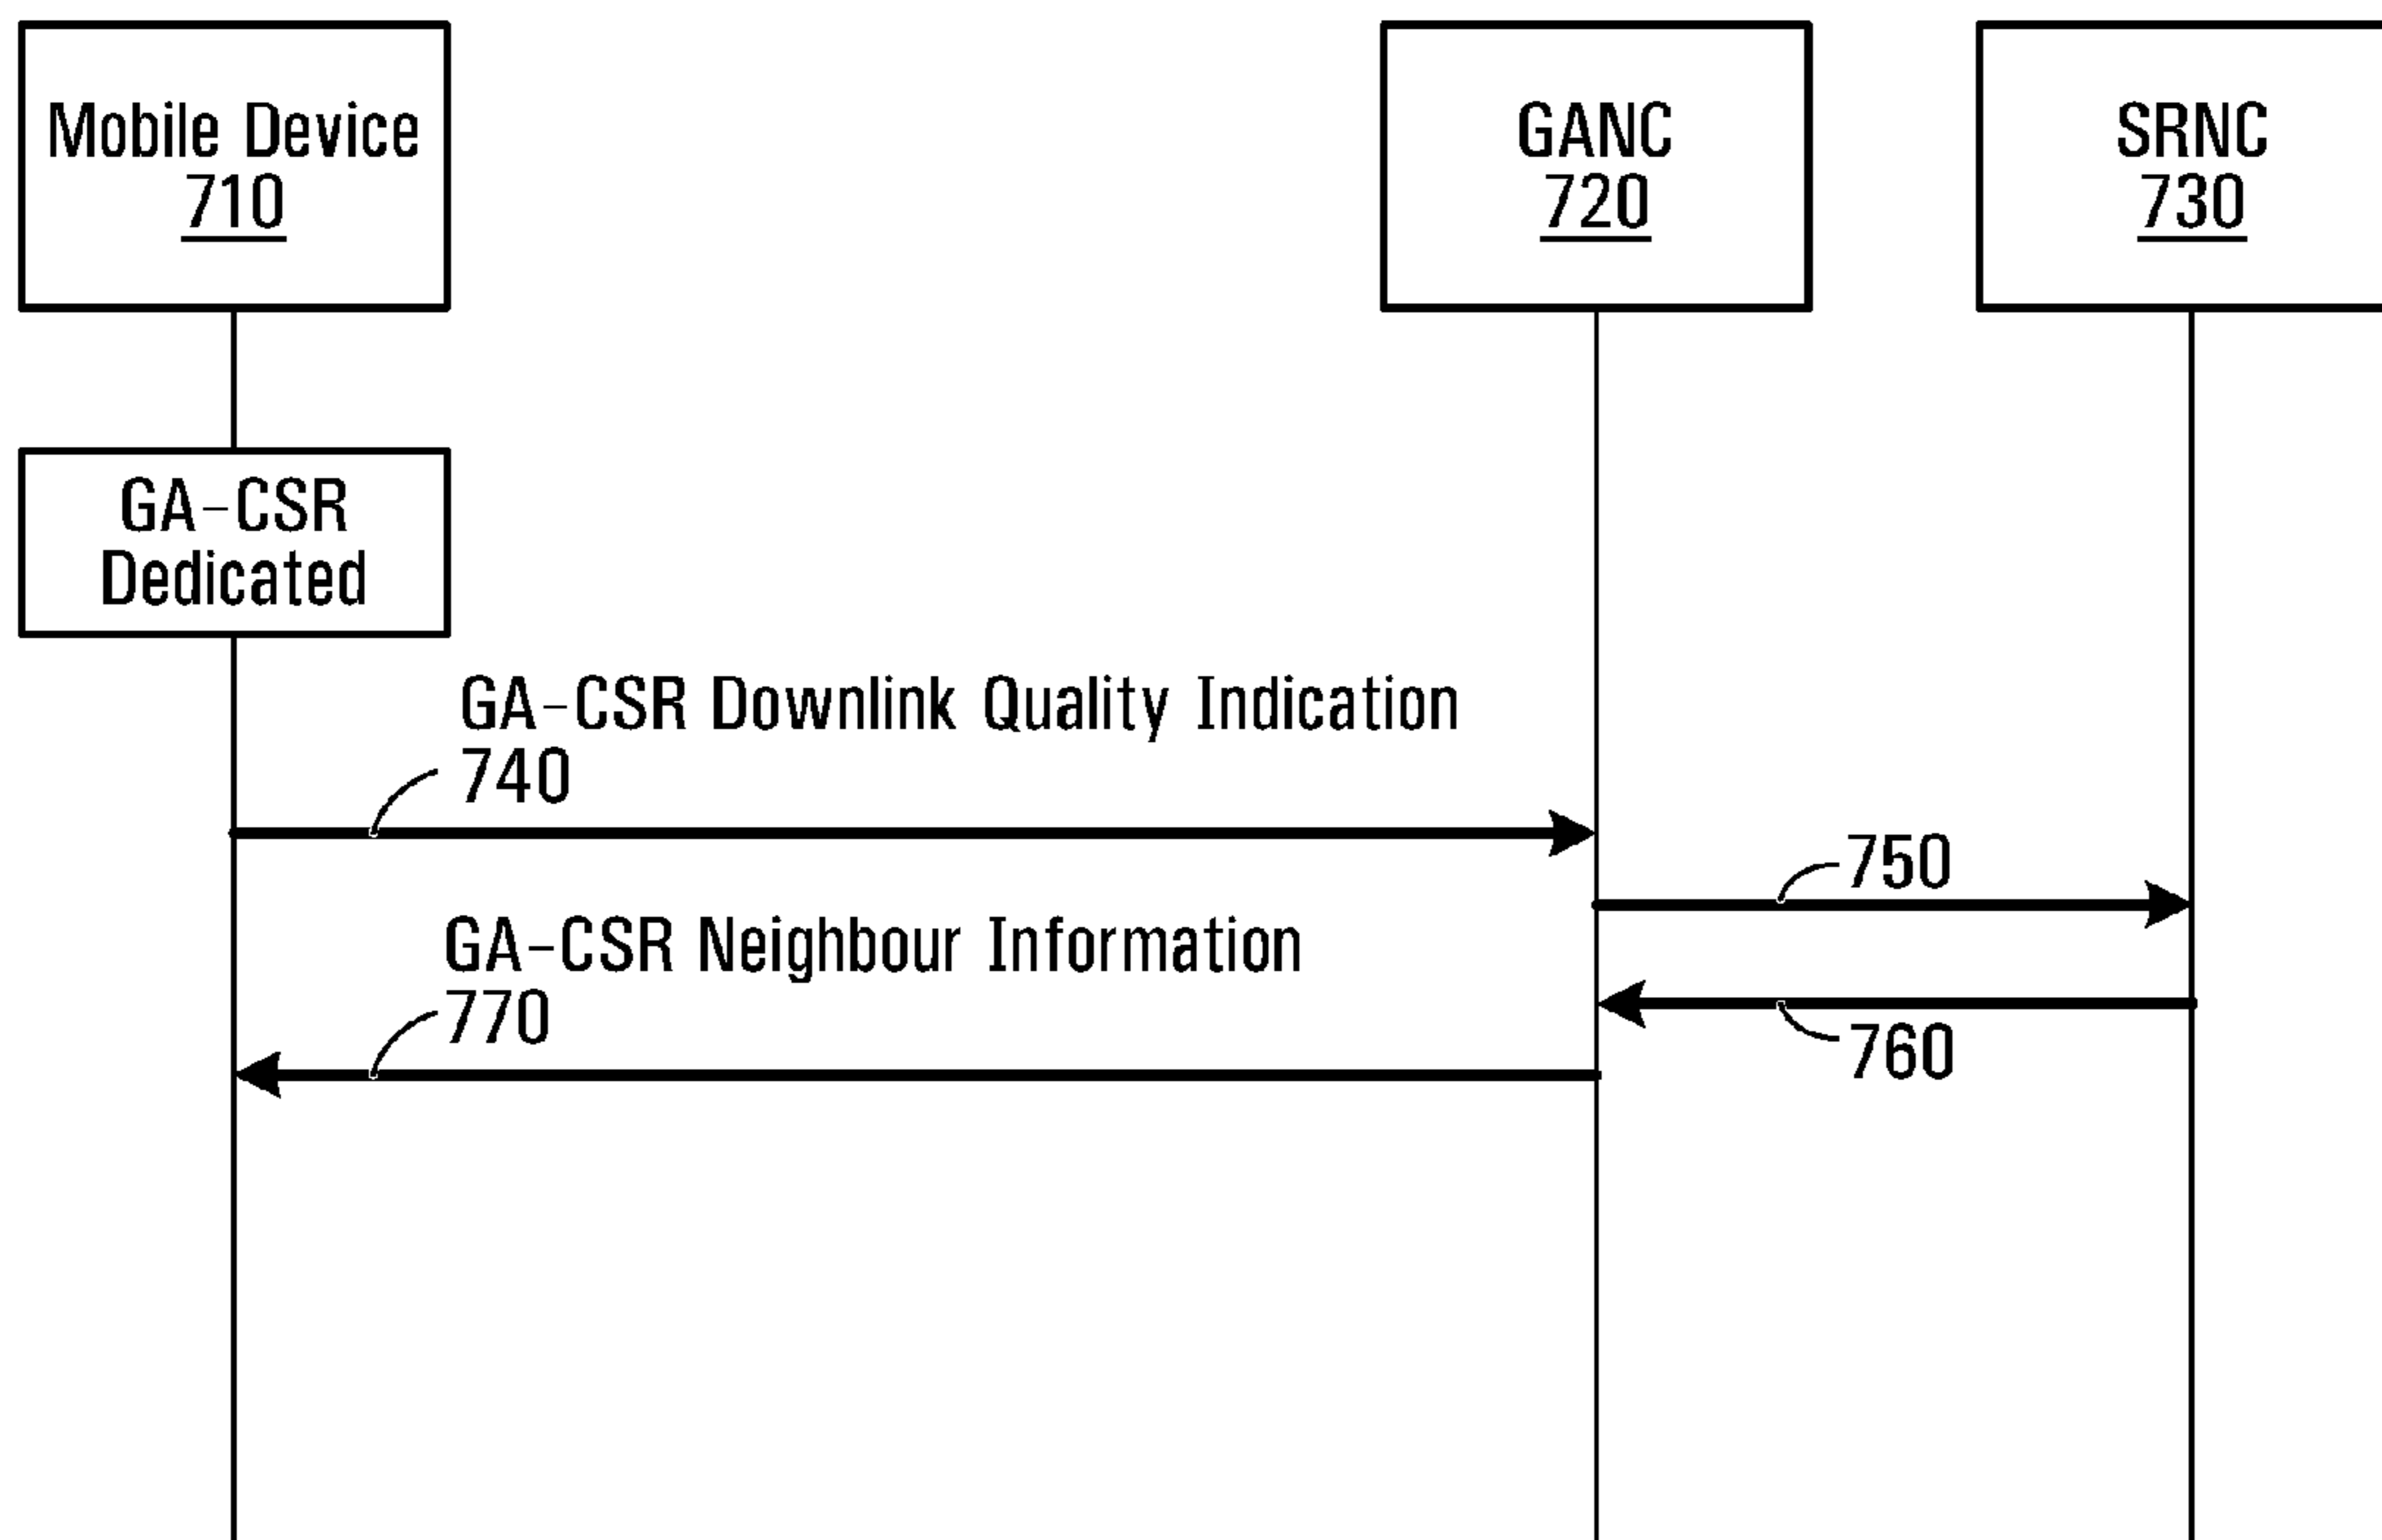 Mobile Device
710
GANC
720
SRNC
730
GA-CSR
Dedicated
GA-CSR Downlink Quality Indication
740
750
GA-CSR Neighbour Information
770
760